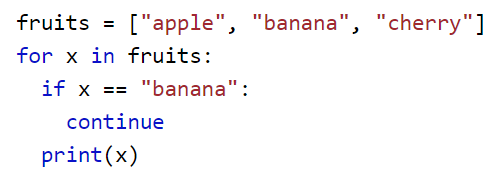 fruits = ["apple", "banana", "cherry"]
for x in fruits:
  if x == "banana":
    continue
  print(x)